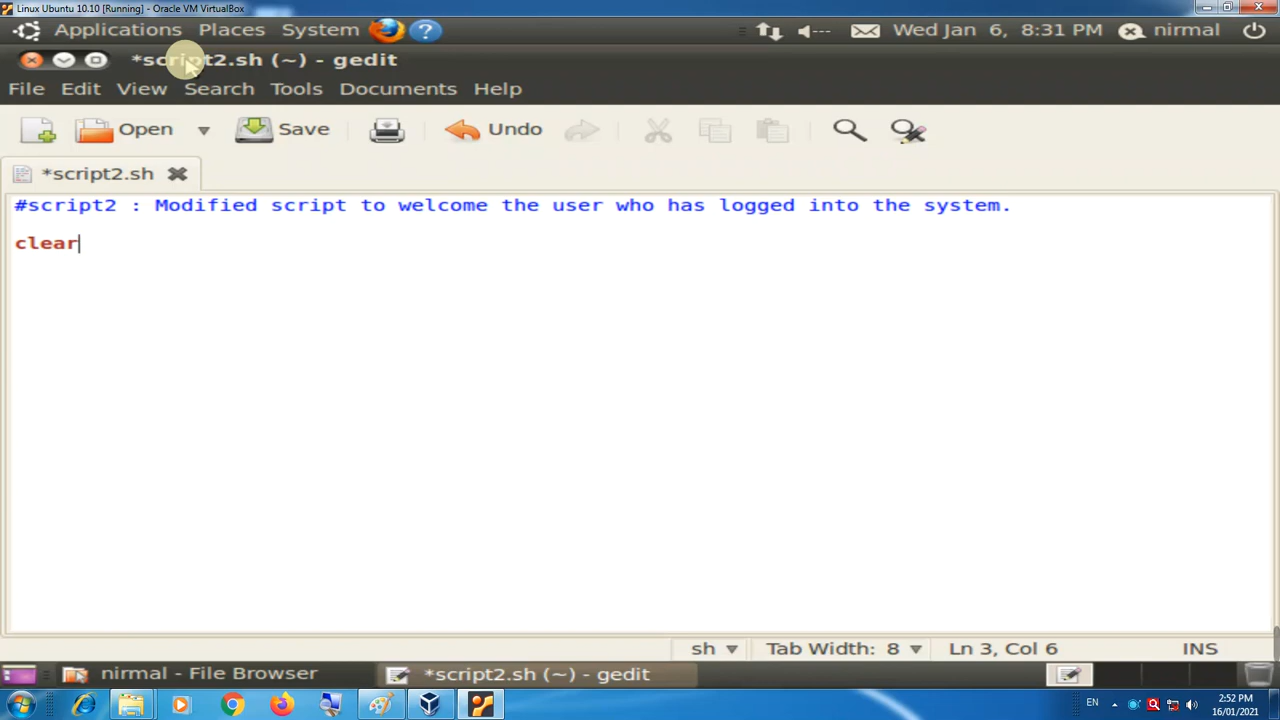 Linux Ubuntu 10.10 [Running] - Oracle VM VirtualBox
Applications Places System ? Wed Jan 6, 8:31 PM nirmal
*script2.sh (~) - gedit
File Edit View Search Tools Documents Help
Open Save Undo
*script2.sh
#script2 : Modified script to welcome the user who has logged into the system.
clear
sh Tab Width: 8 Ln 3, Col 6 INS
nirmal - File Browser *script2.sh (~) - gedit
EN 2:52 PM
16/01/2021